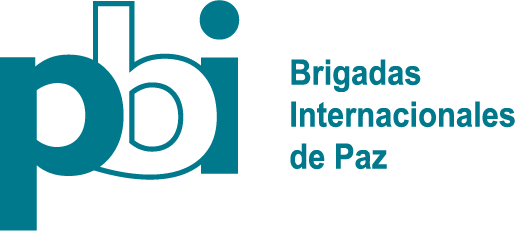 pbi
Brigadas
Internacionales
de Paz